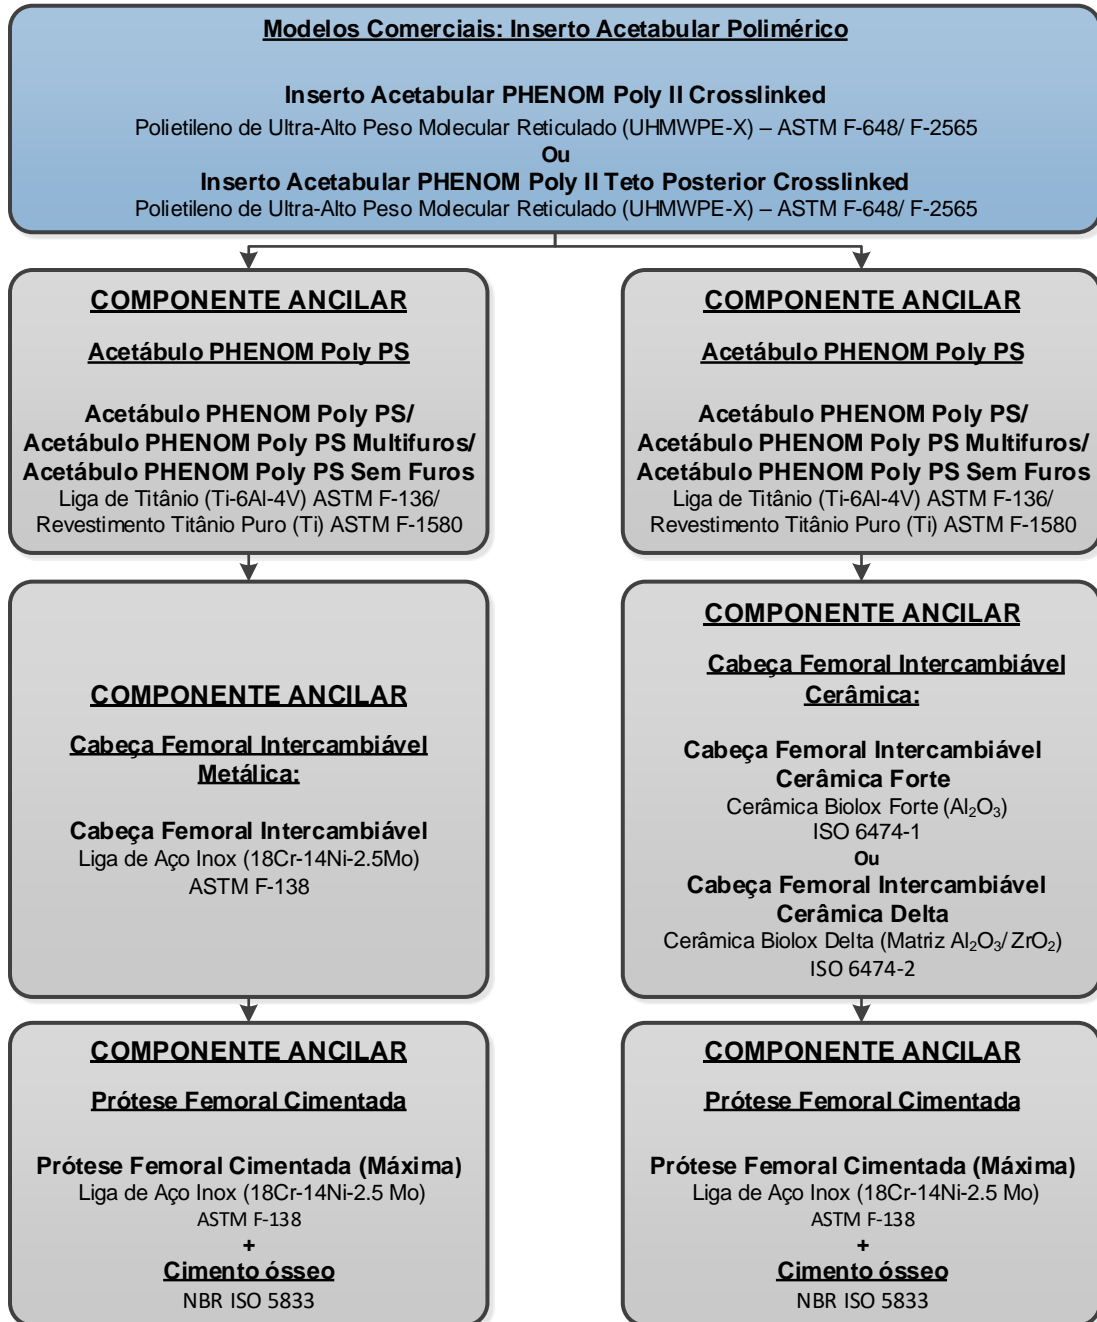 Modelos Comerciais: Inserto Acetabular Polimérico
Inserto Acetabular PHENOM Poly II Crosslinked
Polietileno de Ultra-Alto Peso Molecular Reticulado (UHMWPE-X) – ASTM F-648/ F-2565
Ou
Inserto Acetabular PHENOM Poly II Teto Posterior Crosslinked
Polietileno de Ultra-Alto Peso Molecular Reticulado (UHMWPE-X) – ASTM F-648/ F-2565
COMPONENTE ANCILAR
Acetábulo PHENOM Poly PS
Acetábulo PHENOM Poly PS/
Acetábulo PHENOM Poly PS Multifuros/
Acetábulo PHENOM Poly PS Sem Furos
Liga de Titânio (Ti-6Al-4V) ASTM F-136/
Revestimento Titânio Puro (Ti) ASTM F-1580
COMPONENTE ANCILAR
Acetábulo PHENOM Poly PS
Acetábulo PHENOM Poly PS/
Acetábulo PHENOM Poly PS Multifuros/
Acetábulo PHENOM Poly PS Sem Furos
Liga de Titânio (Ti-6Al-4V) ASTM F-136/
Revestimento Titânio Puro (Ti) ASTM F-1580
COMPONENTE ANCILAR
Cabeça Femoral Intercambiável
Metálica:
Cabeça Femoral Intercambiável
Liga de Aço Inox (18Cr-14Ni-2.5Mo)
ASTM F-138
COMPONENTE ANCILAR
Cabeça Femoral Intercambiável
Cerâmica:
Cabeça Femoral Intercambiável
Cerâmica Forte
Cerâmica Biolox Forte (Al₂O₃)
ISO 6474-1
Ou
Cabeça Femoral Intercambiável
Cerâmica Delta
Cerâmica Biolox Delta (Matriz Al₂O₃/ ZrO₂)
ISO 6474-2
COMPONENTE ANCILAR
Prótese Femoral Cimentada
Prótese Femoral Cimentada (Máxima)
Liga de Aço Inox (18Cr-14Ni-2.5 Mo)
ASTM F-138
+
Cimento ósseo
NBR ISO 5833
COMPONENTE ANCILAR
Prótese Femoral Cimentada
Prótese Femoral Cimentada (Máxima)
Liga de Aço Inox (18Cr-14Ni-2.5 Mo)
ASTM F-138
+
Cimento ósseo
NBR ISO 5833